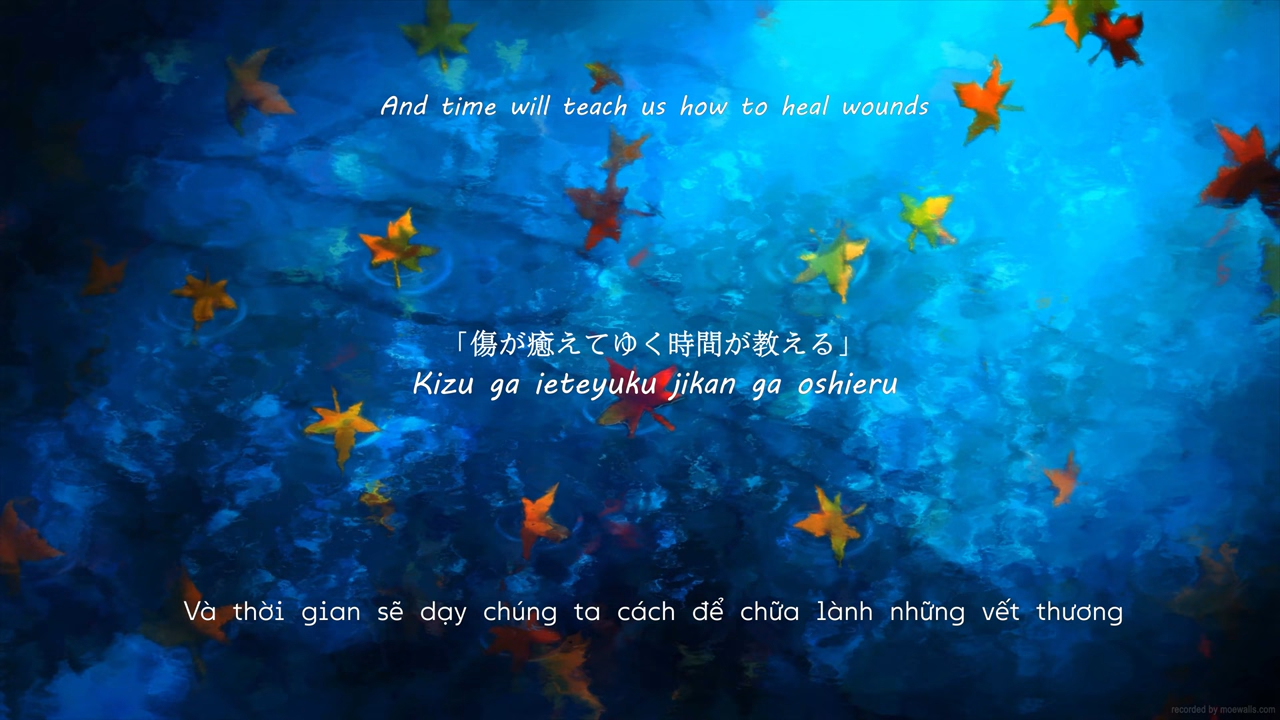 And time will teach us how to heal wounds
「傷が癒えてゆく時間が教える」
Kizu ga ieteyuku jikan ga oshieru
Và thời gian sẽ dạy chúng ta cách để chữa lành những vết thương
recorded by moewalls.com